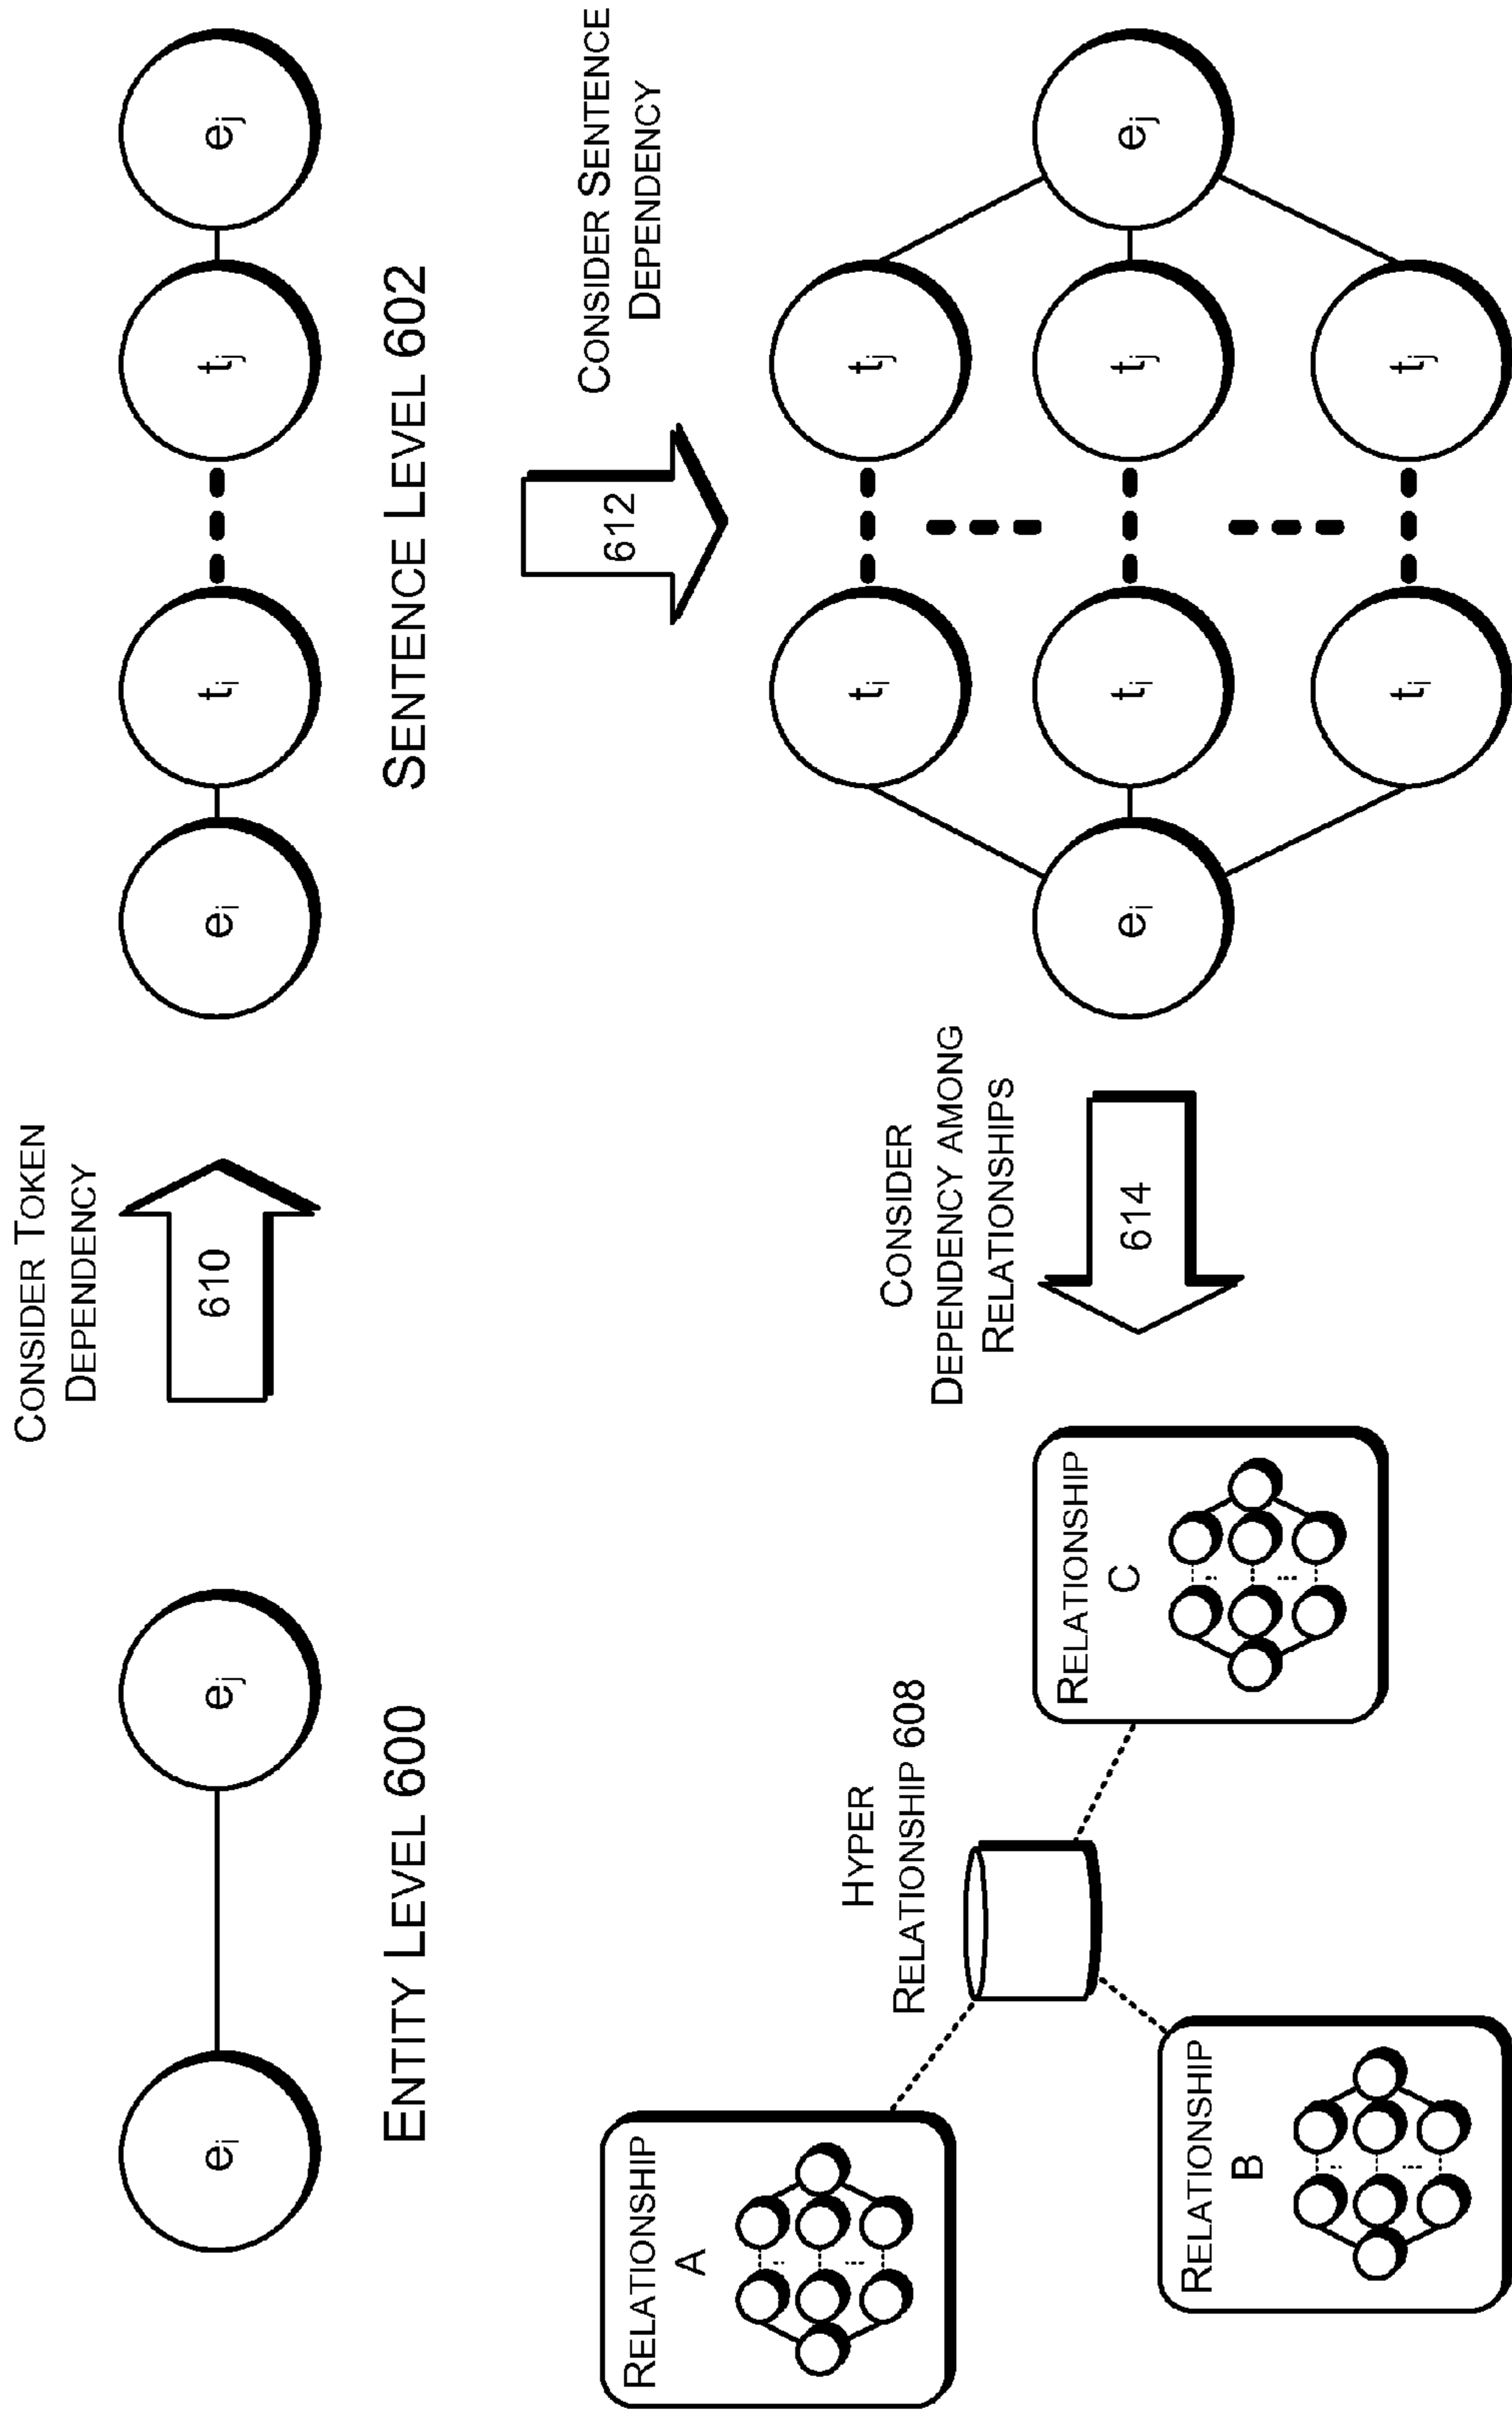 CONSIDER TOKEN
DEPENDENCY
610
ei
ej
ENTITY LEVEL 600
ei
ti
tj
ej
SENTENCE LEVEL 602
612
CONSIDER SENTENCE
DEPENDENCY
ei
ti
tj
ti
tj
ti
tj
ej
CONSIDER
DEPENDENCY AMONG
RELATIONSHIPS
614
HYPER
RELATIONSHIP 608
RELATIONSHIP
A
RELATIONSHIP
B
RELATIONSHIP
C